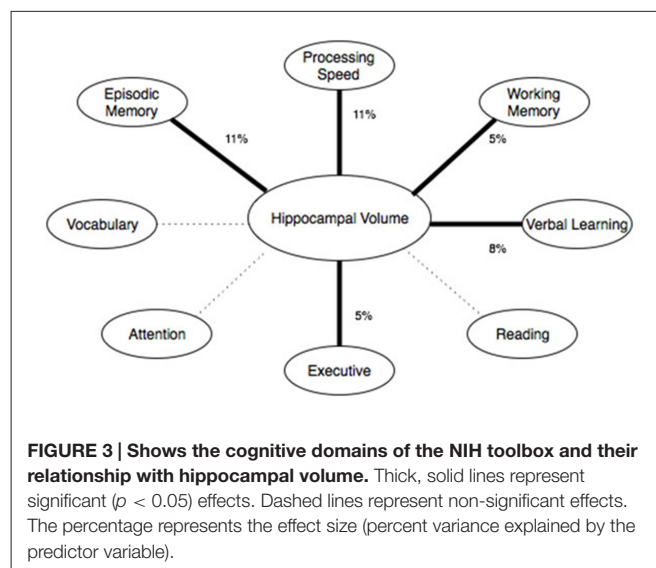 Processing
Speed
Episodic
Memory
Working
Memory
11%
11%
5%
Vocabulary
Hippocampal Volume
Verbal Learning
8%
Attention
5%
Reading
Executive
FIGURE 3 | Shows the cognitive domains of the NIH toolbox and their
relationship with hippocampal volume. Thick, solid lines represent
significant (p < 0.05) effects. Dashed lines represent non-significant effects.
The percentage represents the effect size (percent variance explained by the
predictor variable).